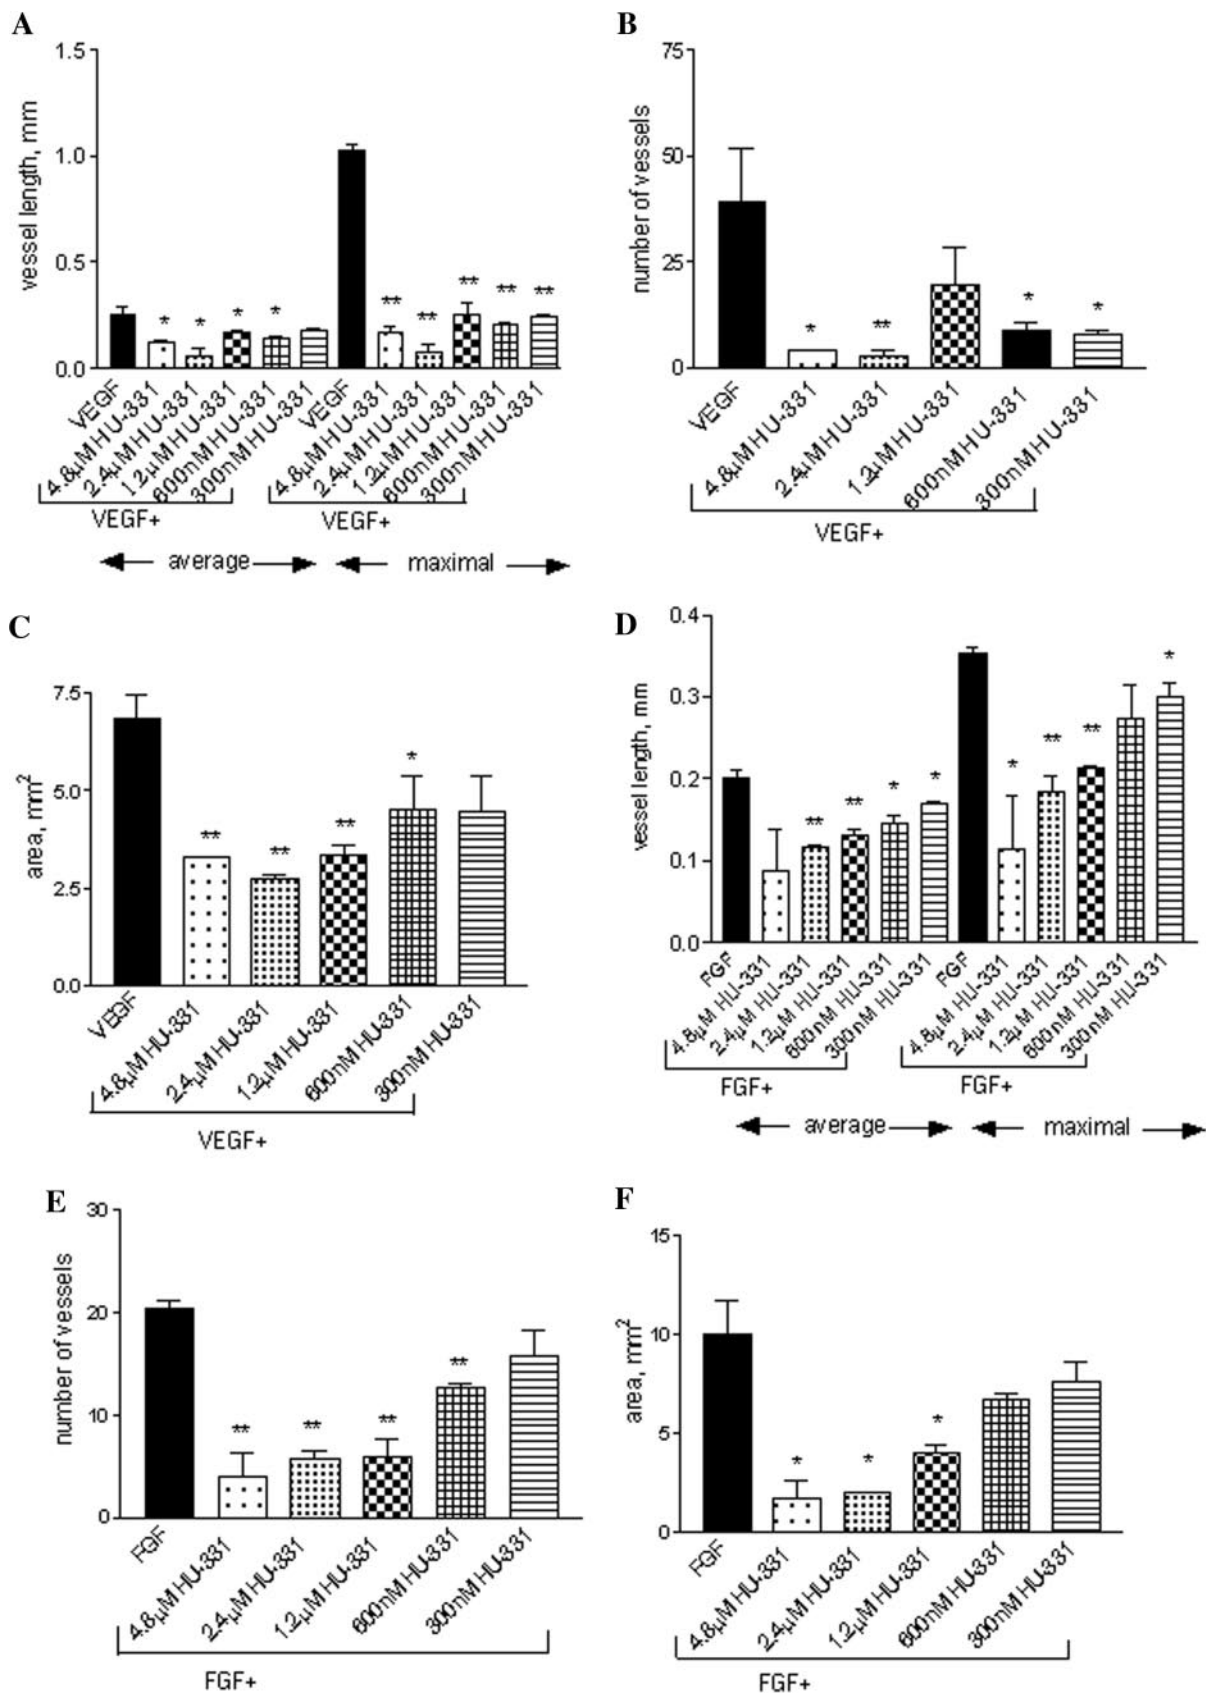 A
vessel length, mm
1.5
1.0
0.5
0.0
* * * *
** ** ** ** **
VEGF
4.8µM HU-331
2.4µM HU-331
1.2µM HU-331
600nM HU-331
300nM HU-331
VEGF
4.8µM HU-331
2.4µM HU-331
1.2µM HU-331
600nM HU-331
300nM HU-331
VEGF+
VEGF+
average
maximal
B
number of vessels
75
50
25
0
* ** * *
VEGF
4.8µM HU-331
2.4µM HU-331
1.2µM HU-331
600nM HU-331
300nM HU-331
VEGF+
C
area, mm²
7.5
5.0
2.5
0.0
** ** ** *
VEGF
4.8µM HU-331
2.4µM HU-331
1.2µM HU-331
600nM HU-331
300nM HU-331
VEGF+
D
vessel length, mm
0.4
0.3
0.2
0.1
0.0
** ** * *
* ** ** *
FGF
4.8µM HU-331
2.4µM HU-331
1.2µM HU-331
600nM HU-331
300nM HU-331
FGF
4.8µM HU-331
2.4µM HU-331
1.2µM HU-331
600nM HU-331
300nM HU-331
FGF+
FGF+
average
maximal
E
number of vessels
30
20
10
0
** ** ** **
FGF
4.8µM HU-331
2.4µM HU-331
1.2µM HU-331
600nM HU-331
300nM HU-331
FGF+
F
area, mm²
15
10
5
0
* * *
FGF
4.8µM HU-331
2.4µM HU-331
1.2µM HU-331
600nM HU-331
300nM HU-331
FGF+